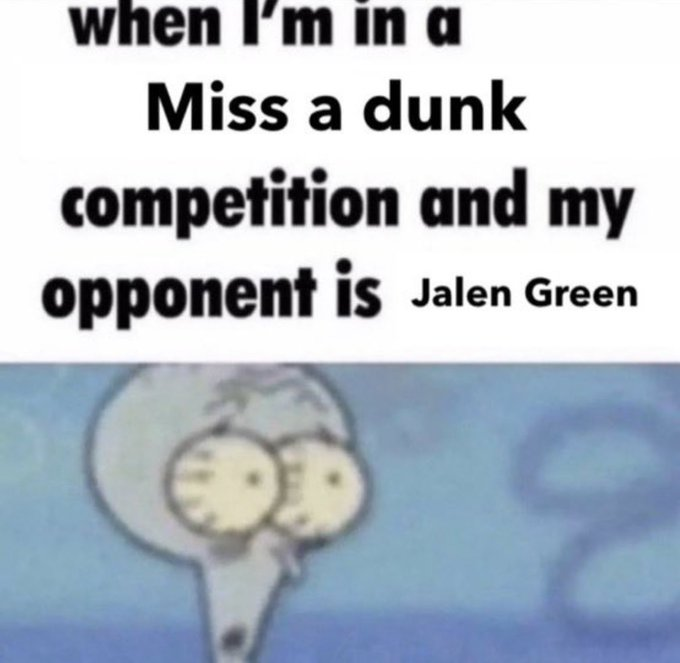 when I'm in a
Miss a dunk
competition and my
opponent is Jalen Green